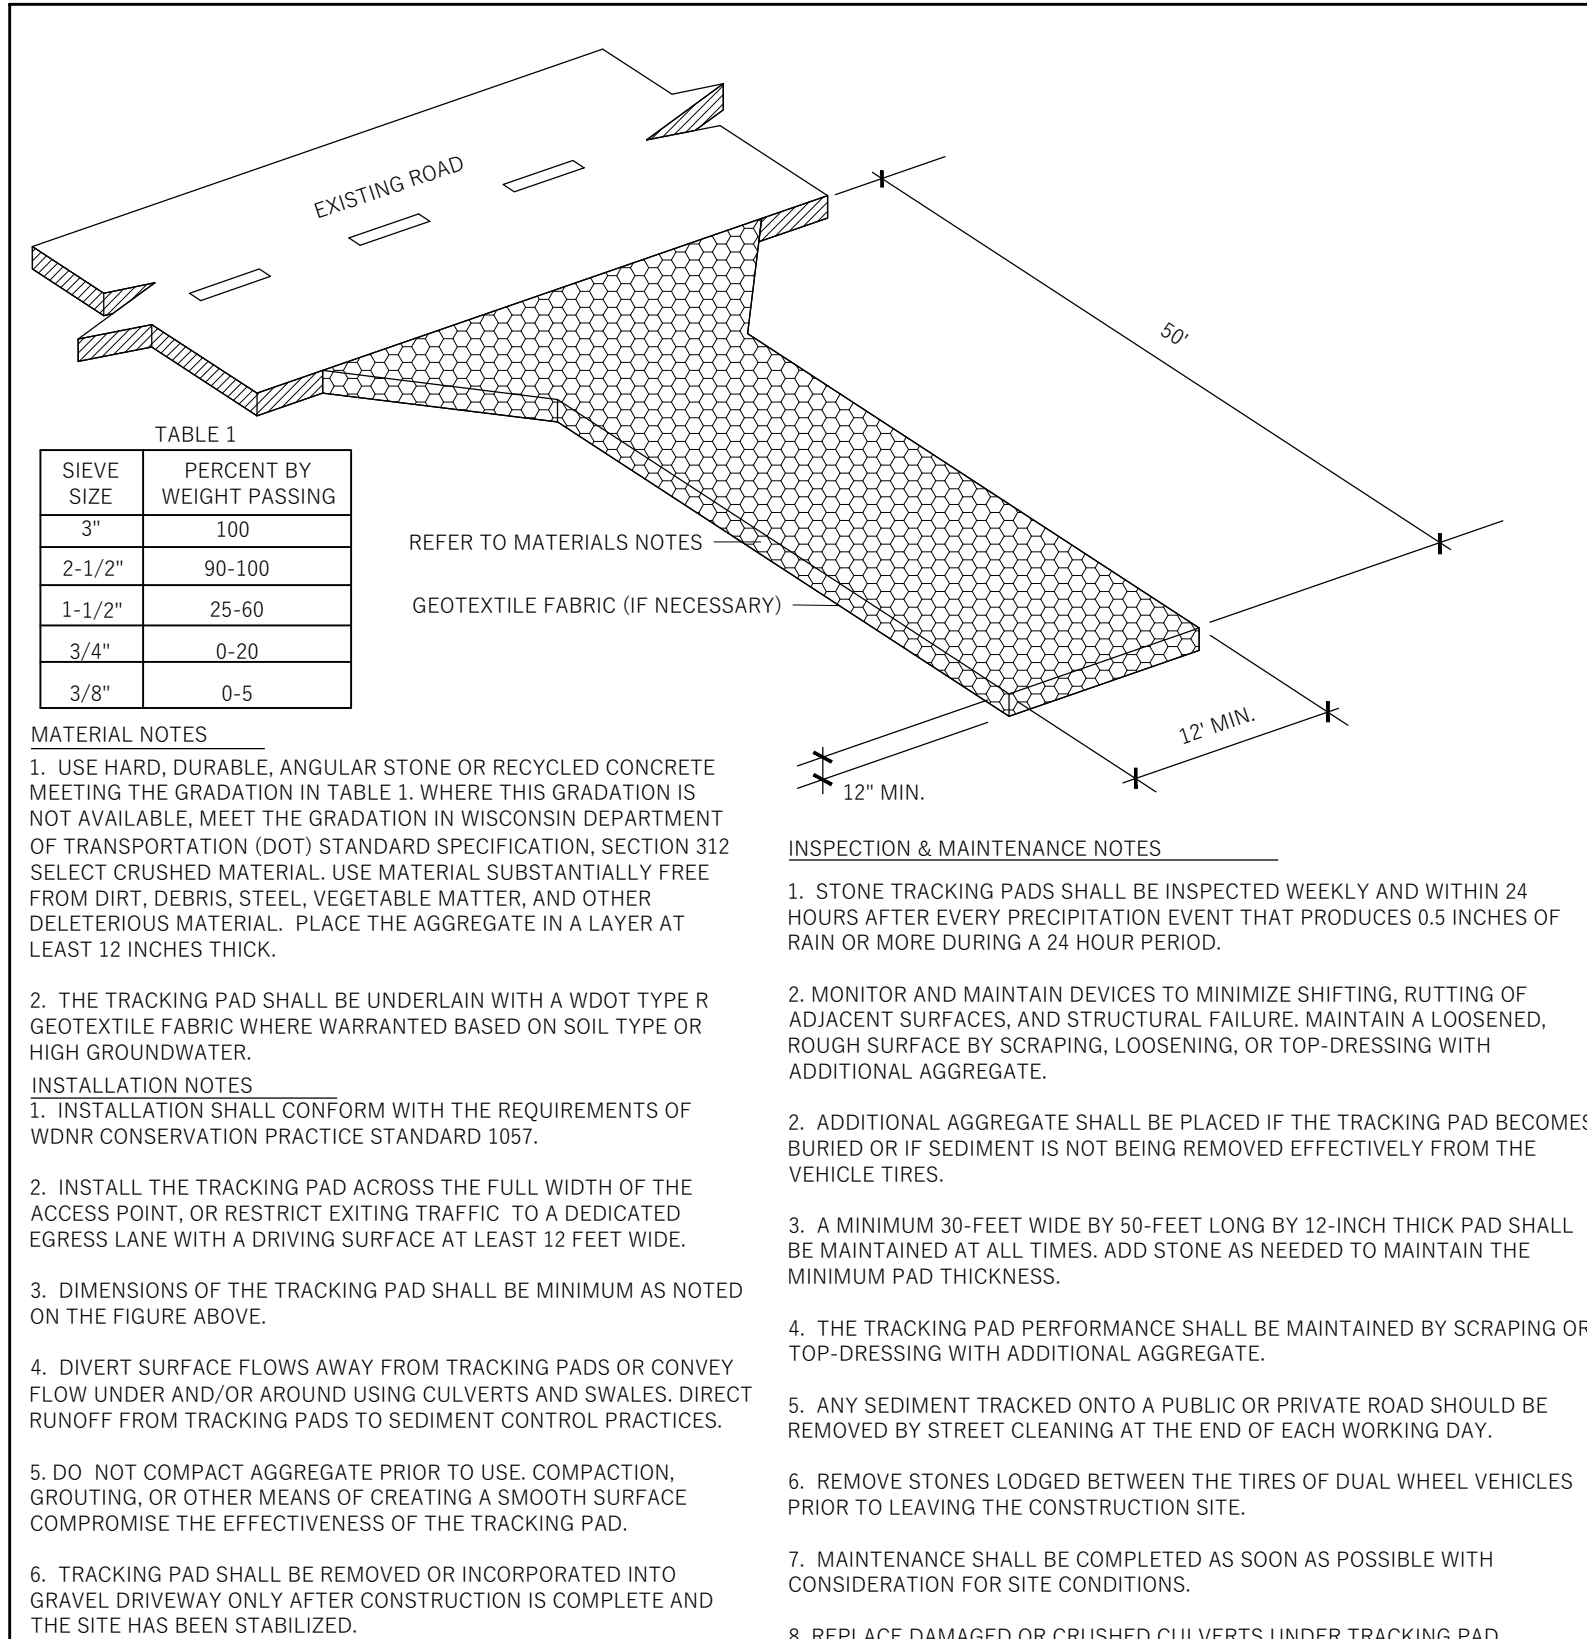 EXISTING ROAD
50'
TABLE 1
SIEVE SIZE
PERCENT BY WEIGHT PASSING
3" 100
2-1/2" 90-100
1-1/2" 25-60
3/4" 0-20
3/8" 0-5
REFER TO MATERIALS NOTES
GEOTEXTILE FABRIC (IF NECESSARY)
12' MIN.
12" MIN.
MATERIAL NOTES
1. USE HARD, DURABLE, ANGULAR STONE OR RECYCLED CONCRETE
MEETING THE GRADATION IN TABLE 1. WHERE THIS GRADATION IS
NOT AVAILABLE, MEET THE GRADATION IN WISCONSIN DEPARTMENT
OF TRANSPORTATION (DOT) STANDARD SPECIFICATION, SECTION 312
SELECT CRUSHED MATERIAL. USE MATERIAL SUBSTANTIALLY FREE
FROM DIRT, DEBRIS, STEEL, VEGETABLE MATTER, AND OTHER
DELETERIOUS MATERIAL. PLACE THE AGGREGATE IN A LAYER AT
LEAST 12 INCHES THICK.
2. THE TRACKING PAD SHALL BE UNDERLAIN WITH A WDOT TYPE R
GEOTEXTILE FABRIC WHERE WARRANTED BASED ON SOIL TYPE OR
HIGH GROUNDWATER.
INSTALLATION NOTES
1. INSTALLATION SHALL CONFORM WITH THE REQUIREMENTS OF
WDNR CONSERVATION PRACTICE STANDARD 1057.
2. INSTALL THE TRACKING PAD ACROSS THE FULL WIDTH OF THE
ACCESS POINT, OR RESTRICT EXITING TRAFFIC TO A DEDICATED
EGRESS LANE WITH A DRIVING SURFACE AT LEAST 12 FEET WIDE.
3. DIMENSIONS OF THE TRACKING PAD SHALL BE MINIMUM AS NOTED
ON THE FIGURE ABOVE.
4. DIVERT SURFACE FLOWS AWAY FROM TRACKING PADS OR CONVEY
FLOW UNDER AND/OR AROUND USING CULVERTS AND SWALES. DIRECT
RUNOFF FROM TRACKING PADS TO SEDIMENT CONTROL PRACTICES.
5. DO NOT COMPACT AGGREGATE PRIOR TO USE. COMPACTION,
GROUTING, OR OTHER MEANS OF CREATING A SMOOTH SURFACE
COMPROMISE THE EFFECTIVENESS OF THE TRACKING PAD.
6. TRACKING PAD SHALL BE REMOVED OR INCORPORATED INTO
GRAVEL DRIVEWAY ONLY AFTER CONSTRUCTION IS COMPLETE AND
THE SITE HAS BEEN STABILIZED.
INSPECTION & MAINTENANCE NOTES
1. STONE TRACKING PADS SHALL BE INSPECTED WEEKLY AND WITHIN 24
HOURS AFTER EVERY PRECIPITATION EVENT THAT PRODUCES 0.5 INCHES OF
RAIN OR MORE DURING A 24 HOUR PERIOD.
2. MONITOR AND MAINTAIN DEVICES TO MINIMIZE SHIFTING, RUTTING OF
ADJACENT SURFACES, AND STRUCTURAL FAILURE. MAINTAIN A LOOSENED,
ROUGH SURFACE BY SCRAPING, LOOSENING, OR TOP-DRESSING WITH
ADDITIONAL AGGREGATE.
2. ADDITIONAL AGGREGATE SHALL BE PLACED IF THE TRACKING PAD BECOMES
BURIED OR IF SEDIMENT IS NOT BEING REMOVED EFFECTIVELY FROM THE
VEHICLE TIRES.
3. A MINIMUM 30-FEET WIDE BY 50-FEET LONG BY 12-INCH THICK PAD SHALL
BE MAINTAINED AT ALL TIMES. ADD STONE AS NEEDED TO MAINTAIN THE
MINIMUM PAD THICKNESS.
4. THE TRACKING PAD PERFORMANCE SHALL BE MAINTAINED BY SCRAPING OR
TOP-DRESSING WITH ADDITIONAL AGGREGATE.
5. ANY SEDIMENT TRACKED ONTO A PUBLIC OR PRIVATE ROAD SHOULD BE
REMOVED BY STREET CLEANING AT THE END OF EACH WORKING DAY.
6. REMOVE STONES LODGED BETWEEN THE TIRES OF DUAL WHEEL VEHICLES
PRIOR TO LEAVING THE CONSTRUCTION SITE.
7. MAINTENANCE SHALL BE COMPLETED AS SOON AS POSSIBLE WITH
CONSIDERATION FOR SITE CONDITIONS.
8. REPLACE DAMAGED OR CRUSHED CULVERTS UNDER TRACKING PAD